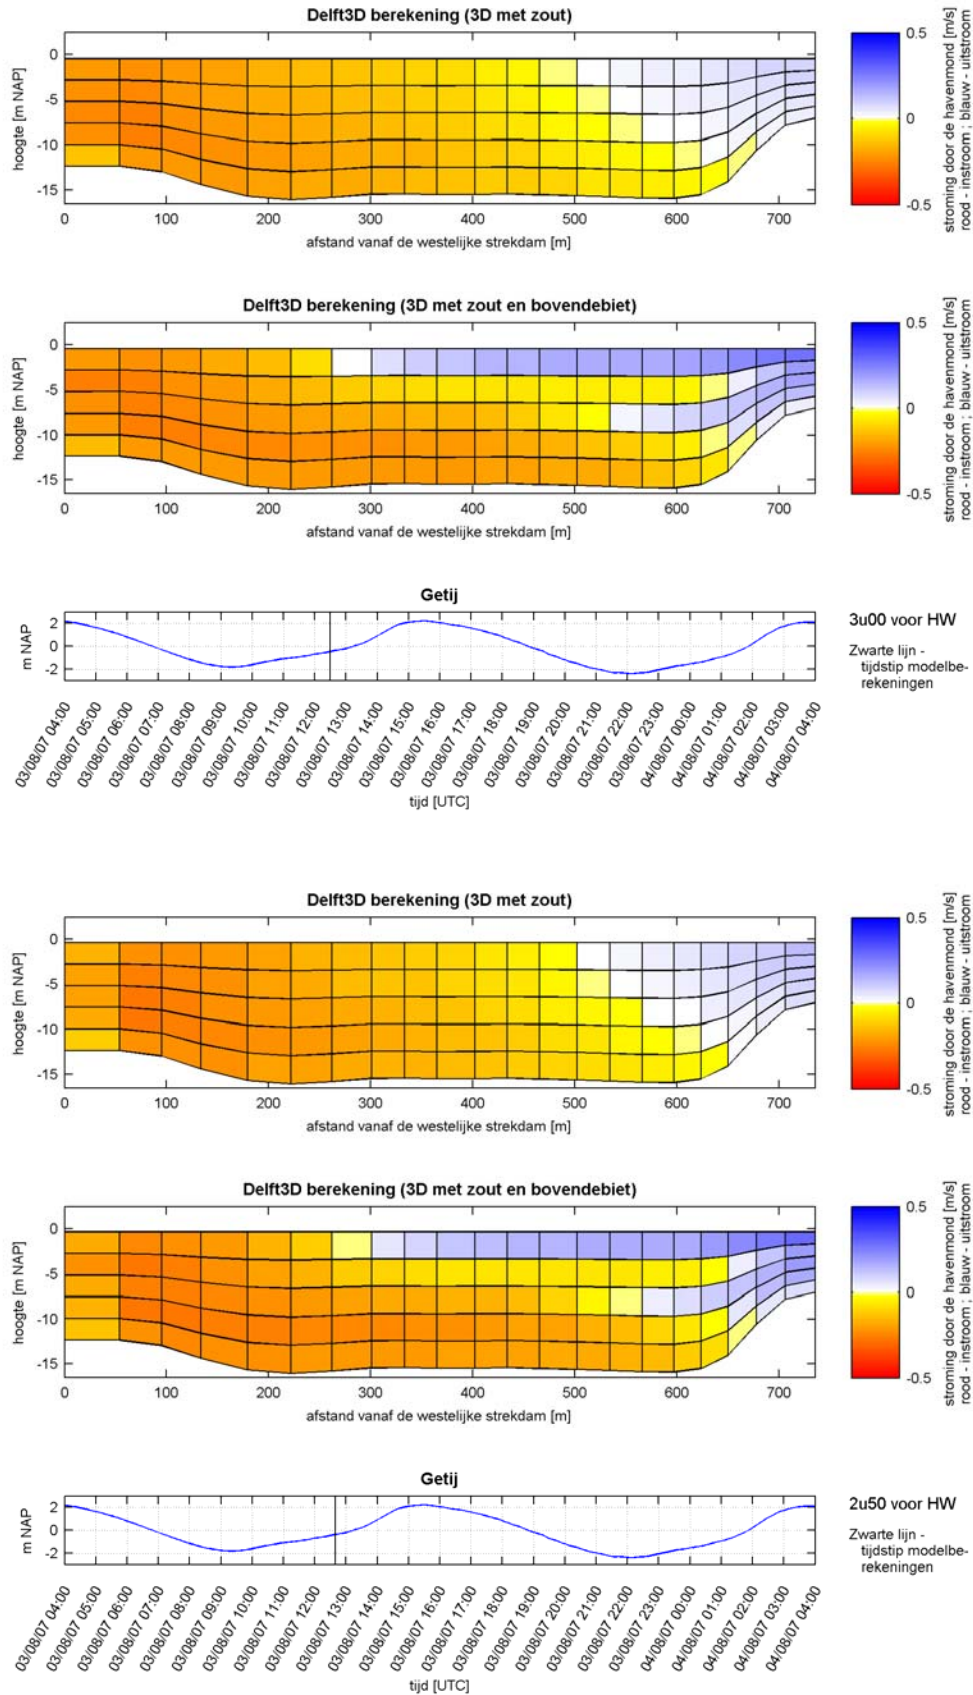 Delft3D berekening (3D met zout)
hoogte [m NAP]
0
-5
-10
-15
0 100 200 300 400 500 600 700
afstand vanaf de westelijke strekdam [m]
0.5
0
-0.5
stroming door de havenmond [m/s]
rood - instroom ; blauw - uitstroom
Delft3D berekening (3D met zout en bovendebiet)
hoogte [m NAP]
0
-5
-10
-15
0 100 200 300 400 500 600 700
afstand vanaf de westelijke strekdam [m]
0.5
0
-0.5
stroming door de havenmond [m/s]
rood - instroom ; blauw - uitstroom
Getij
m NAP
2
0
-2
03/08/07 04:00
03/08/07 05:00
03/08/07 06:00
03/08/07 07:00
03/08/07 08:00
03/08/07 09:00
03/08/07 10:00
03/08/07 11:00
03/08/07 12:00
03/08/07 13:00
03/08/07 14:00
03/08/07 15:00
03/08/07 16:00
03/08/07 17:00
03/08/07 18:00
03/08/07 19:00
03/08/07 20:00
03/08/07 21:00
03/08/07 22:00
03/08/07 23:00
04/08/07 00:00
04/08/07 01:00
04/08/07 02:00
04/08/07 03:00
04/08/07 04:00
tijd [UTC]
3u00 voor HW
Zwarte lijn -
tijdstip modelbe-
rekeningen
Delft3D berekening (3D met zout)
hoogte [m NAP]
0
-5
-10
-15
0 100 200 300 400 500 600 700
afstand vanaf de westelijke strekdam [m]
0.5
0
-0.5
stroming door de havenmond [m/s]
rood - instroom ; blauw - uitstroom
Delft3D berekening (3D met zout en bovendebiet)
hoogte [m NAP]
0
-5
-10
-15
0 100 200 300 400 500 600 700
afstand vanaf de westelijke strekdam [m]
0.5
0
-0.5
stroming door de havenmond [m/s]
rood - instroom ; blauw - uitstroom
Getij
m NAP
2
0
-2
03/08/07 04:00
03/08/07 05:00
03/08/07 06:00
03/08/07 07:00
03/08/07 08:00
03/08/07 09:00
03/08/07 10:00
03/08/07 11:00
03/08/07 12:00
03/08/07 13:00
03/08/07 14:00
03/08/07 15:00
03/08/07 16:00
03/08/07 17:00
03/08/07 18:00
03/08/07 19:00
03/08/07 20:00
03/08/07 21:00
03/08/07 22:00
03/08/07 23:00
04/08/07 00:00
04/08/07 01:00
04/08/07 02:00
04/08/07 03:00
04/08/07 04:00
tijd [UTC]
2u50 voor HW
Zwarte lijn -
tijdstip modelbe-
rekeningen